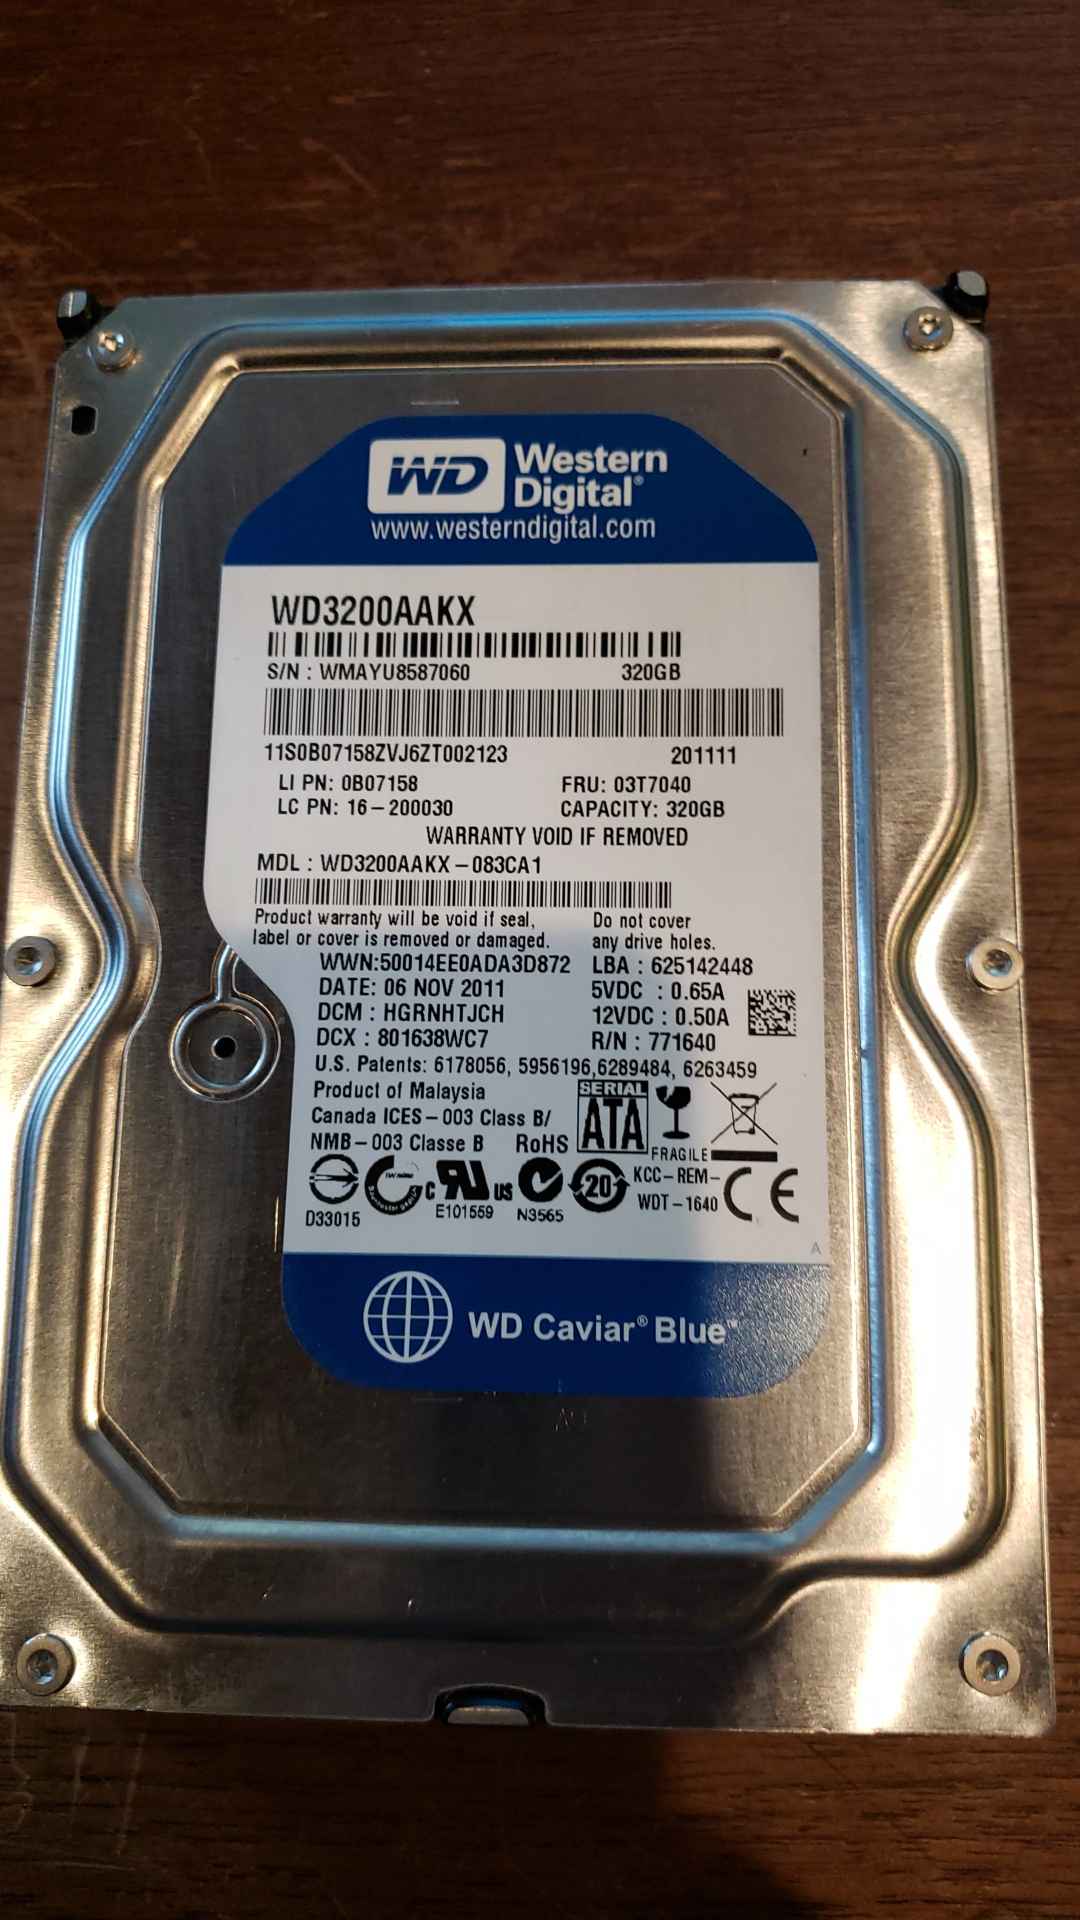 WD Western
Digital®
www.westerndigital.com
WD3200AAKX
S/N : WMAYU8587060 320GB
11S0B07158ZVJ6ZT002123 201111
LI PN: 0B07158 FRU: 03T7040
LC PN: 16-200030 CAPACITY: 320GB
WARRANTY VOID IF REMOVED
MDL : WD3200AAKX-083CA1
Product warranty will be void if seal, Do not cover
label or cover is removed or damaged. any drive holes.
WWN:50014EE0ADA3D872 LBA : 625142448
DATE: 06 NOV 2011 5VDC : 0.65A
DCM : HGRNHTJCH 12VDC : 0.50A
DCX : 801638WC7 R/N : 771640
U.S. Patents: 6178056, 5956196,6289484, 6263459
Product of Malaysia SERIAL
Canada ICES-003 Class B/ ATA
NMB-003 Classe B RoHS FRAGILE
C US 20 KCC-REM-
D33015 E101559 N3565 WDT-1640 CE
A
WD Caviar® Blue™